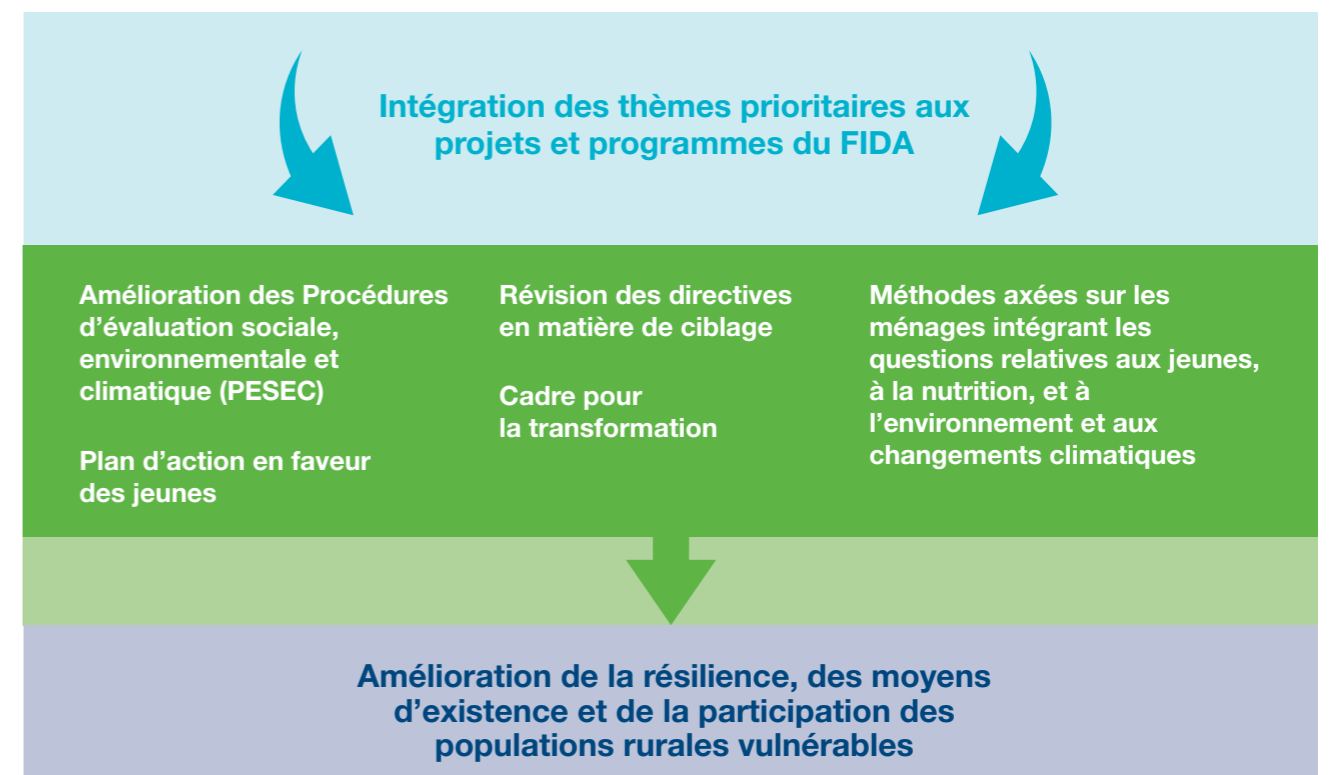 Intégration des thèmes prioritaires aux
projets et programmes du FIDA
Amélioration des Procédures
d’évaluation sociale,
environnementale et
climatique (PESEC)
Plan d’action en faveur
des jeunes
Révision des directives
en matière de ciblage
Cadre pour
la transformation
Méthodes axées sur les
ménages intégrant les
questions relatives aux jeunes,
à la nutrition, et à
l’environnement et aux
changements climatiques
Amélioration de la résilience, des moyens
d’existence et de la participation des
populations rurales vulnérables